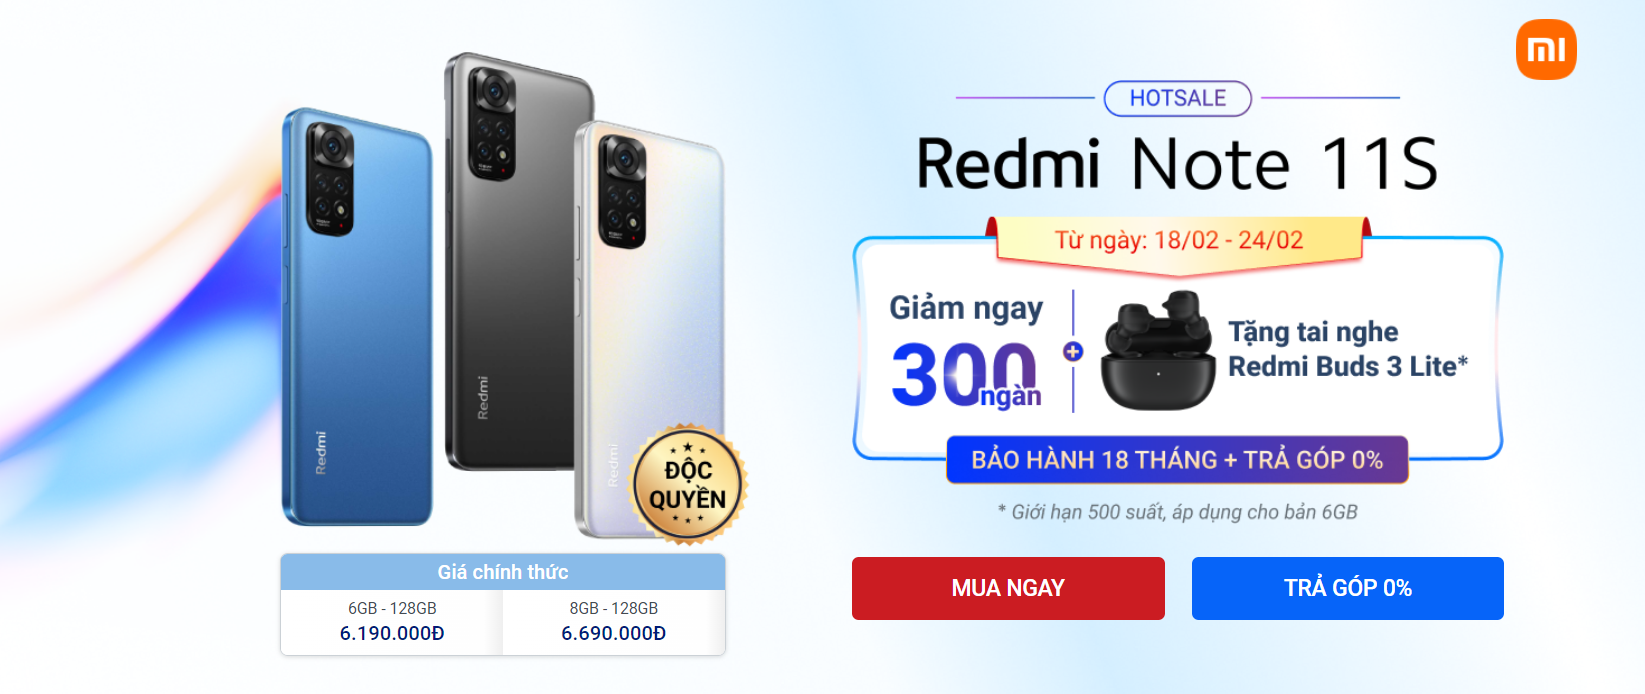 mi
HOTSALE
Redmi Note 11S
Từ ngày: 18/02 - 24/02
Giảm ngay
300 ngàn
+
Tặng tai nghe
Redmi Buds 3 Lite*
BẢO HÀNH 18 THÁNG + TRẢ GÓP 0%
* Giới hạn 500 suất, áp dụng cho bản 6GB
MUA NGAY
TRẢ GÓP 0%
Redmi
Redmi
Redmi
ĐỘC
QUYỀN
Giá chính thức
6GB - 128GB
8GB - 128GB
6.190.000Đ
6.690.000Đ